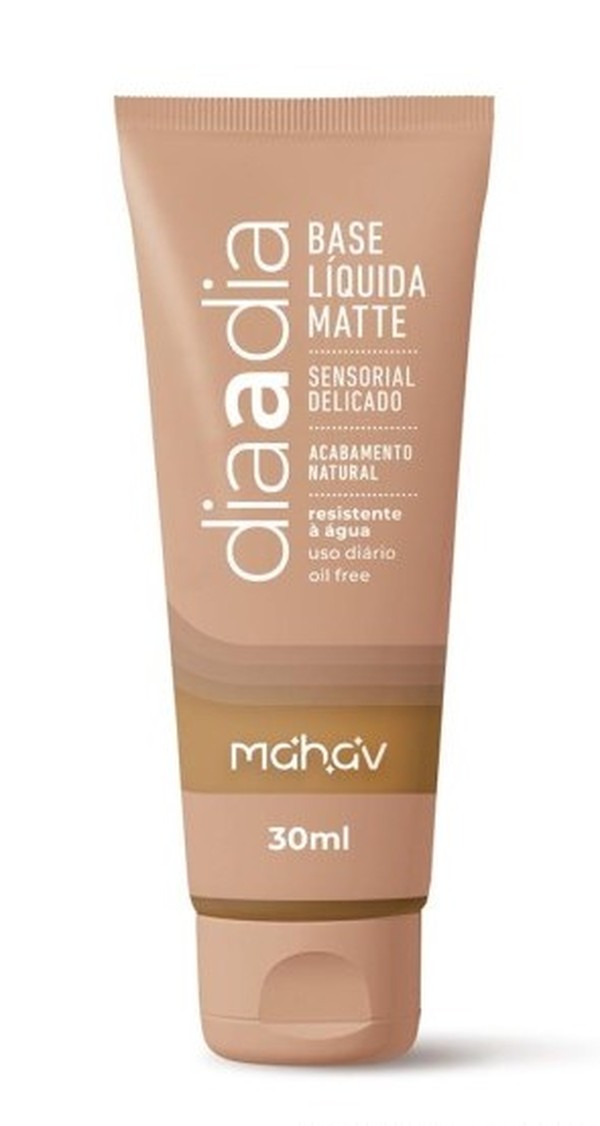 diaadia
BASE
LÍQUIDA
MATTE
SENSORIAL
DELICADO
ACABAMENTO
NATURAL
resistente
à água
uso diário
oil free
mahav
30ml